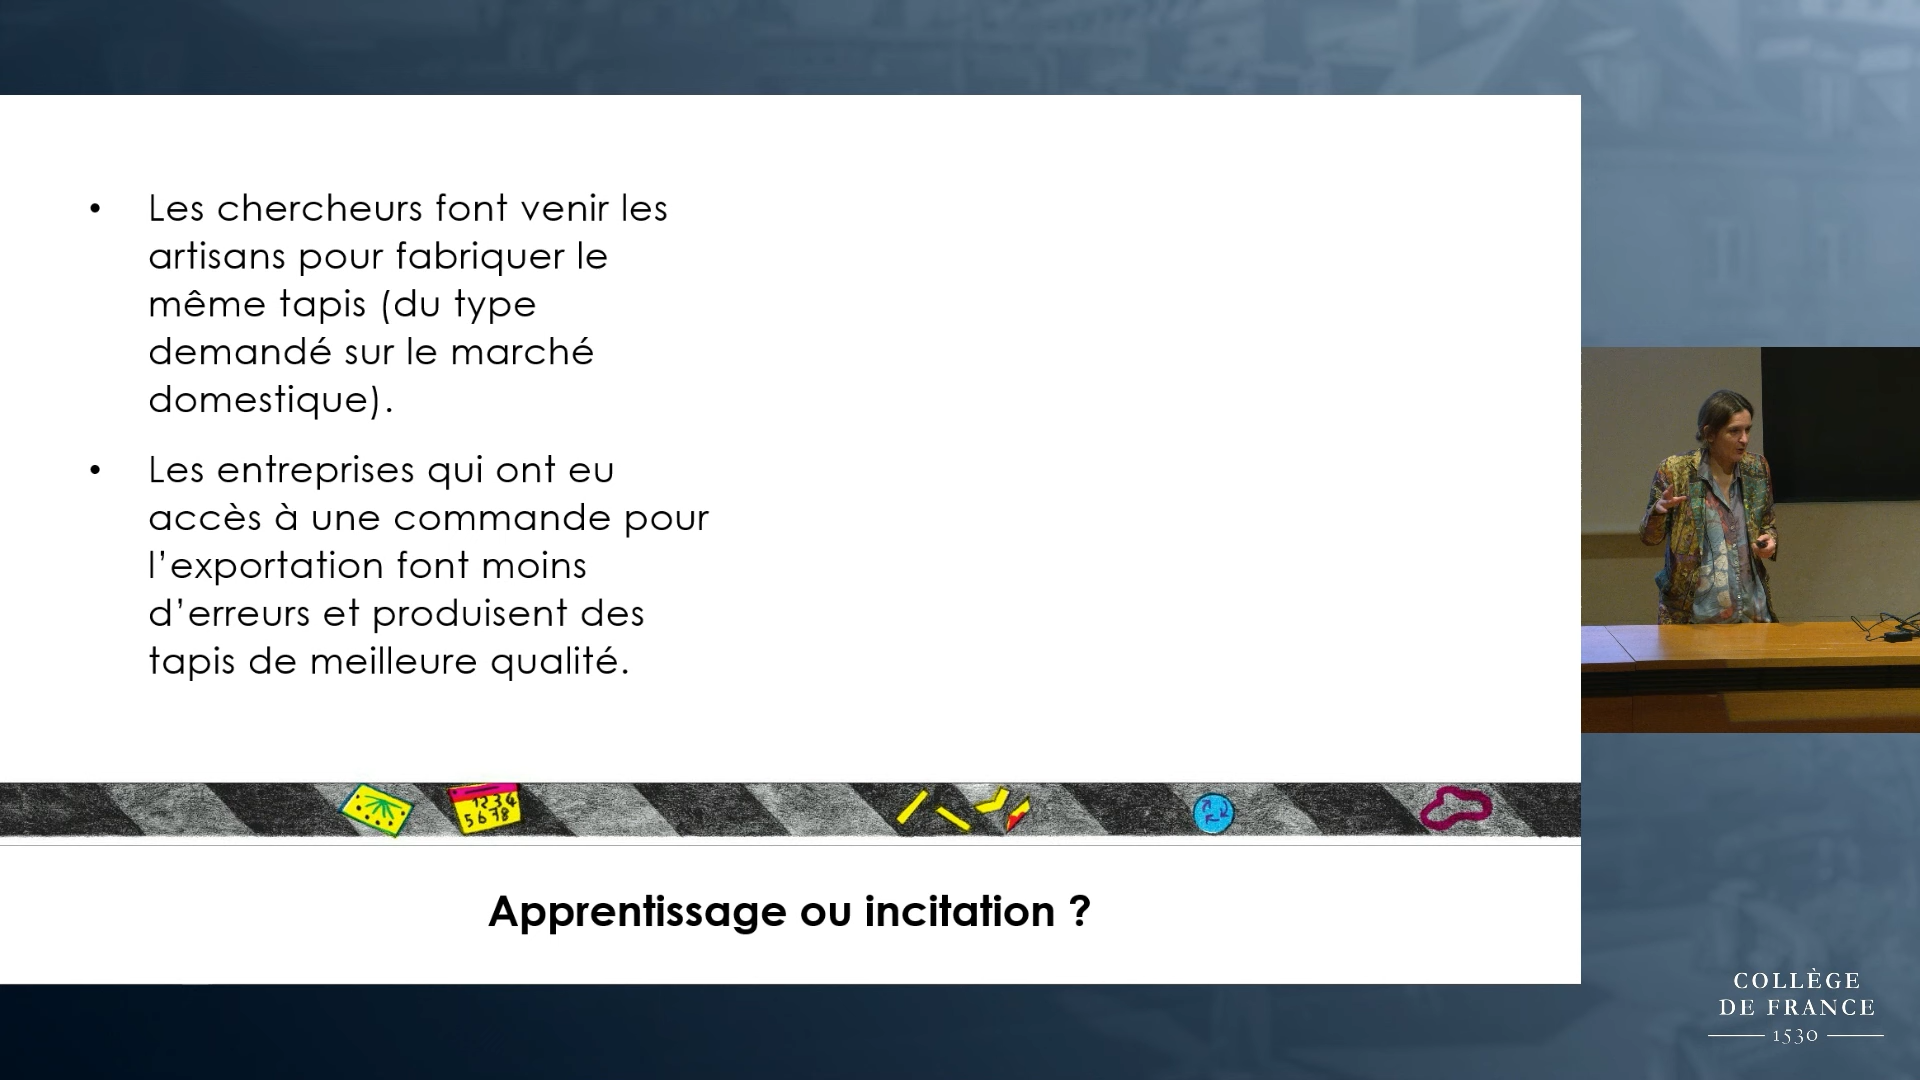 • Les chercheurs font venir les
artisans pour fabriquer le
même tapis (du type
demandé sur le marché
domestique).
• Les entreprises qui ont eu
accès à une commande pour
l’exportation font moins
d’erreurs et produisent des
tapis de meilleure qualité.
1234
5678
Apprentissage ou incitation ?
COLLÈGE
DE FRANCE
1530